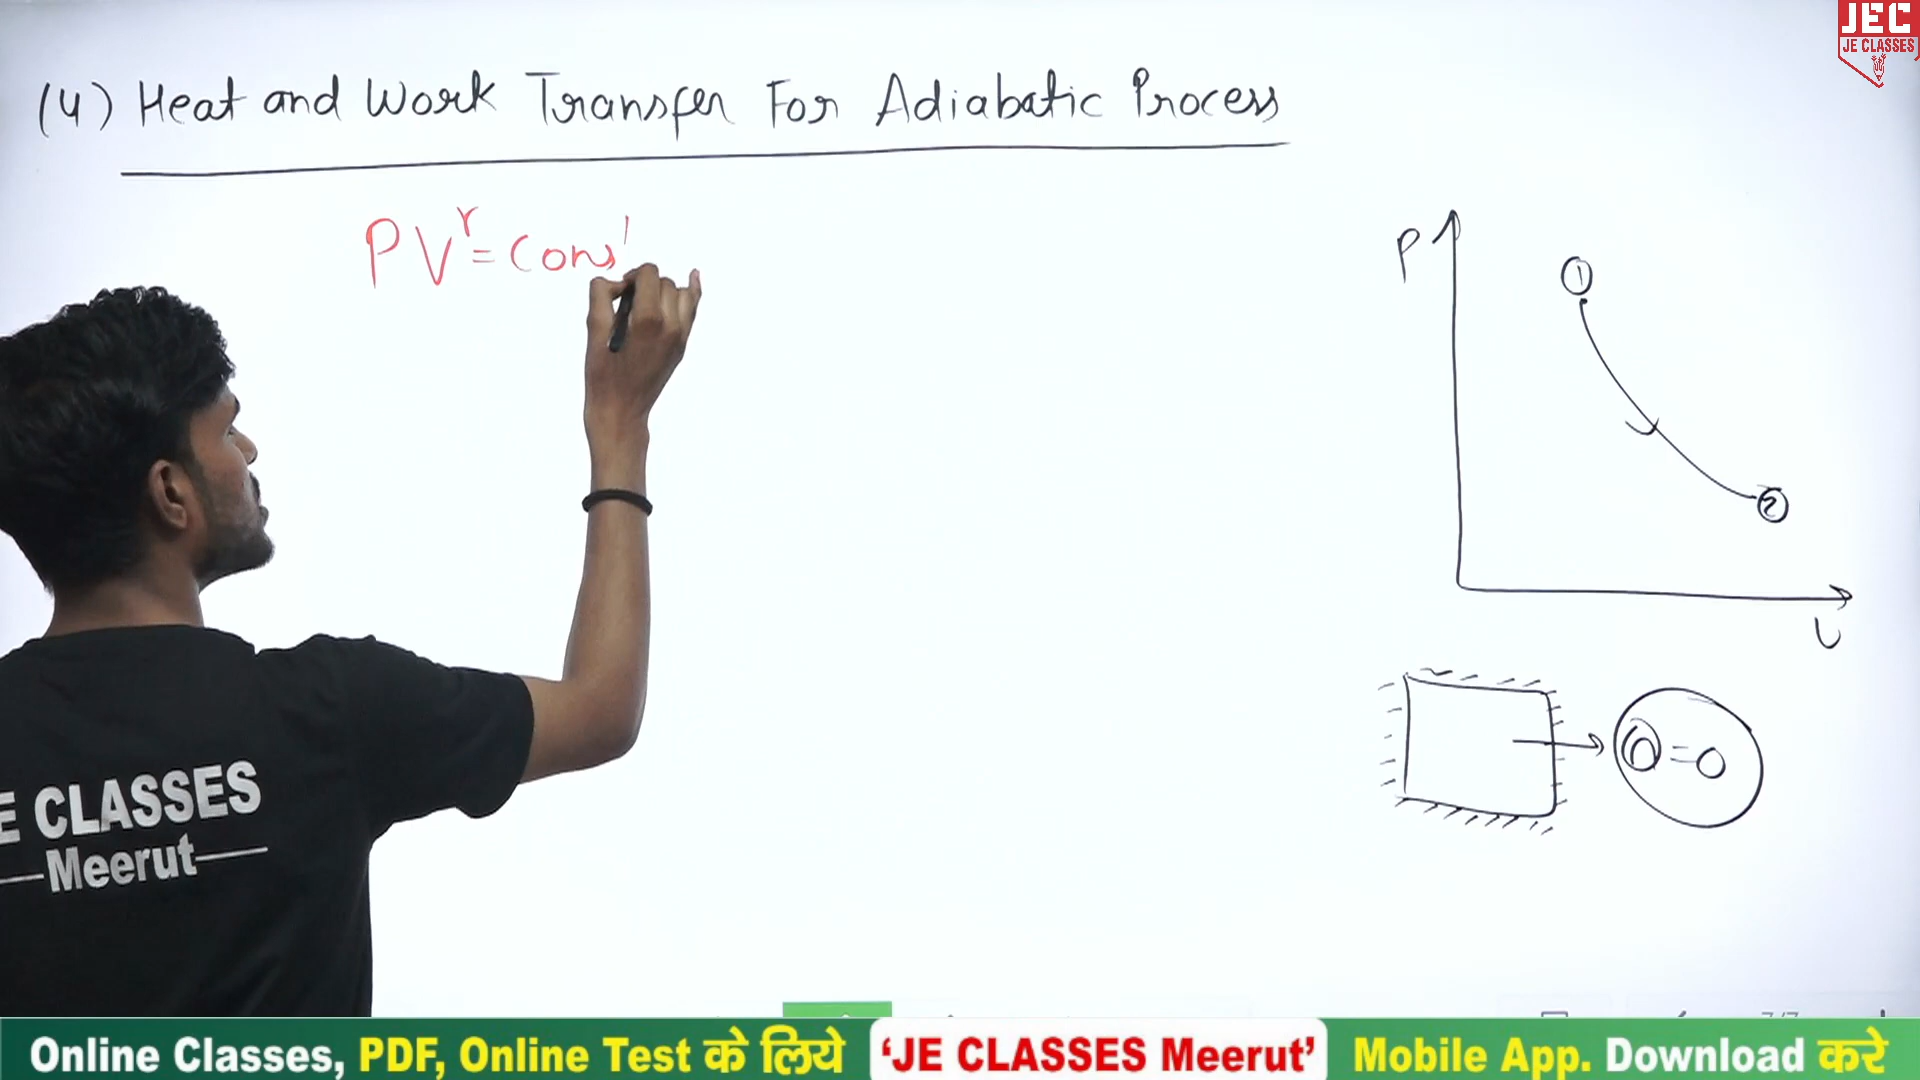 JEC
JE CLASSES
(4) Heat and Work Transfer For Adiabatic Process
PVʳ = Cons
P
①
②
V
Q = 0
E CLASSES
Meerut
Online Classes, PDF, Online Test के लिये 'JE CLASSES Meerut' Mobile App. Download करे